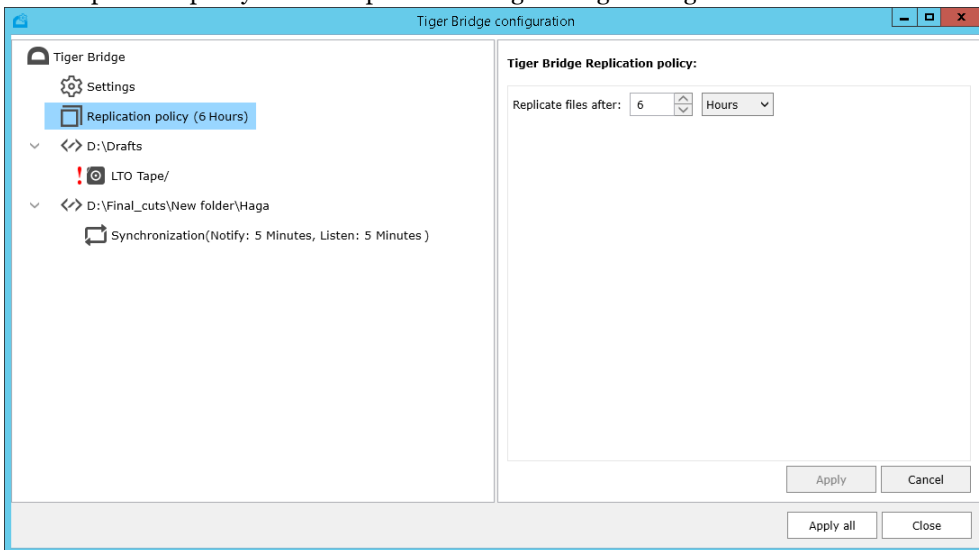 Tiger Bridge configuration
Tiger Bridge
Settings
Replication policy (6 Hours)
D:\Drafts
LTO Tape/
D:\Final_cuts\New folder\Haga
Synchronization(Notify: 5 Minutes, Listen: 5 Minutes )
Tiger Bridge Replication policy:
Replicate files after: 6 Hours
Apply Cancel
Apply all Close